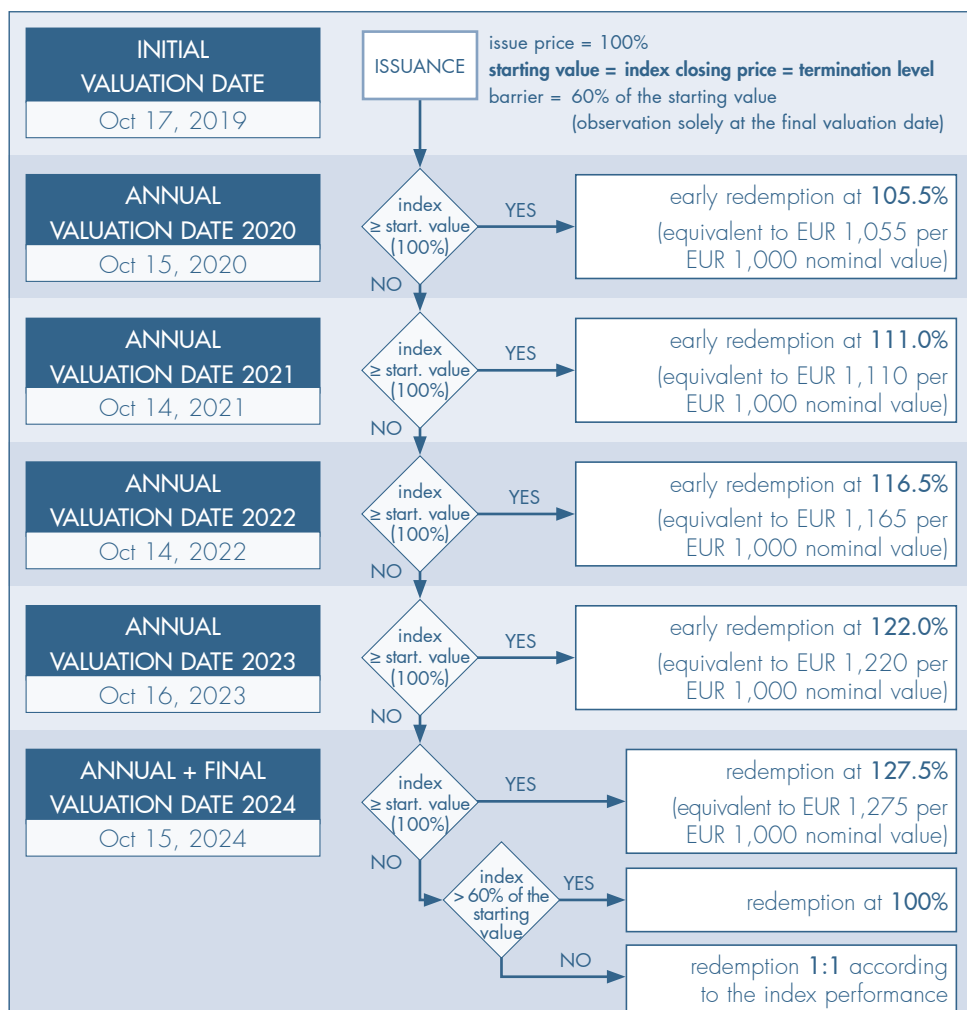 INITIAL
VALUATION DATE
Oct 17, 2019
ISSUANCE
issue price = 100%
starting value = index closing price = termination level
barrier = 60% of the starting value
(observation solely at the final valuation date)
ANNUAL
VALUATION DATE 2020
Oct 15, 2020
index
≥ start. value
(100%)
YES
NO
early redemption at 105.5%
(equivalent to EUR 1,055 per
EUR 1,000 nominal value)
ANNUAL
VALUATION DATE 2021
Oct 14, 2021
index
≥ start. value
(100%)
YES
NO
early redemption at 111.0%
(equivalent to EUR 1,110 per
EUR 1,000 nominal value)
ANNUAL
VALUATION DATE 2022
Oct 14, 2022
index
≥ start. value
(100%)
YES
NO
early redemption at 116.5%
(equivalent to EUR 1,165 per
EUR 1,000 nominal value)
ANNUAL
VALUATION DATE 2023
Oct 16, 2023
index
≥ start. value
(100%)
YES
NO
early redemption at 122.0%
(equivalent to EUR 1,220 per
EUR 1,000 nominal value)
ANNUAL + FINAL
VALUATION DATE 2024
Oct 15, 2024
index
≥ start. value
(100%)
YES
NO
redemption at 127.5%
(equivalent to EUR 1,275 per
EUR 1,000 nominal value)
index
> 60% of the
starting
value
YES
redemption at 100%
NO
redemption 1:1 according
to the index performance